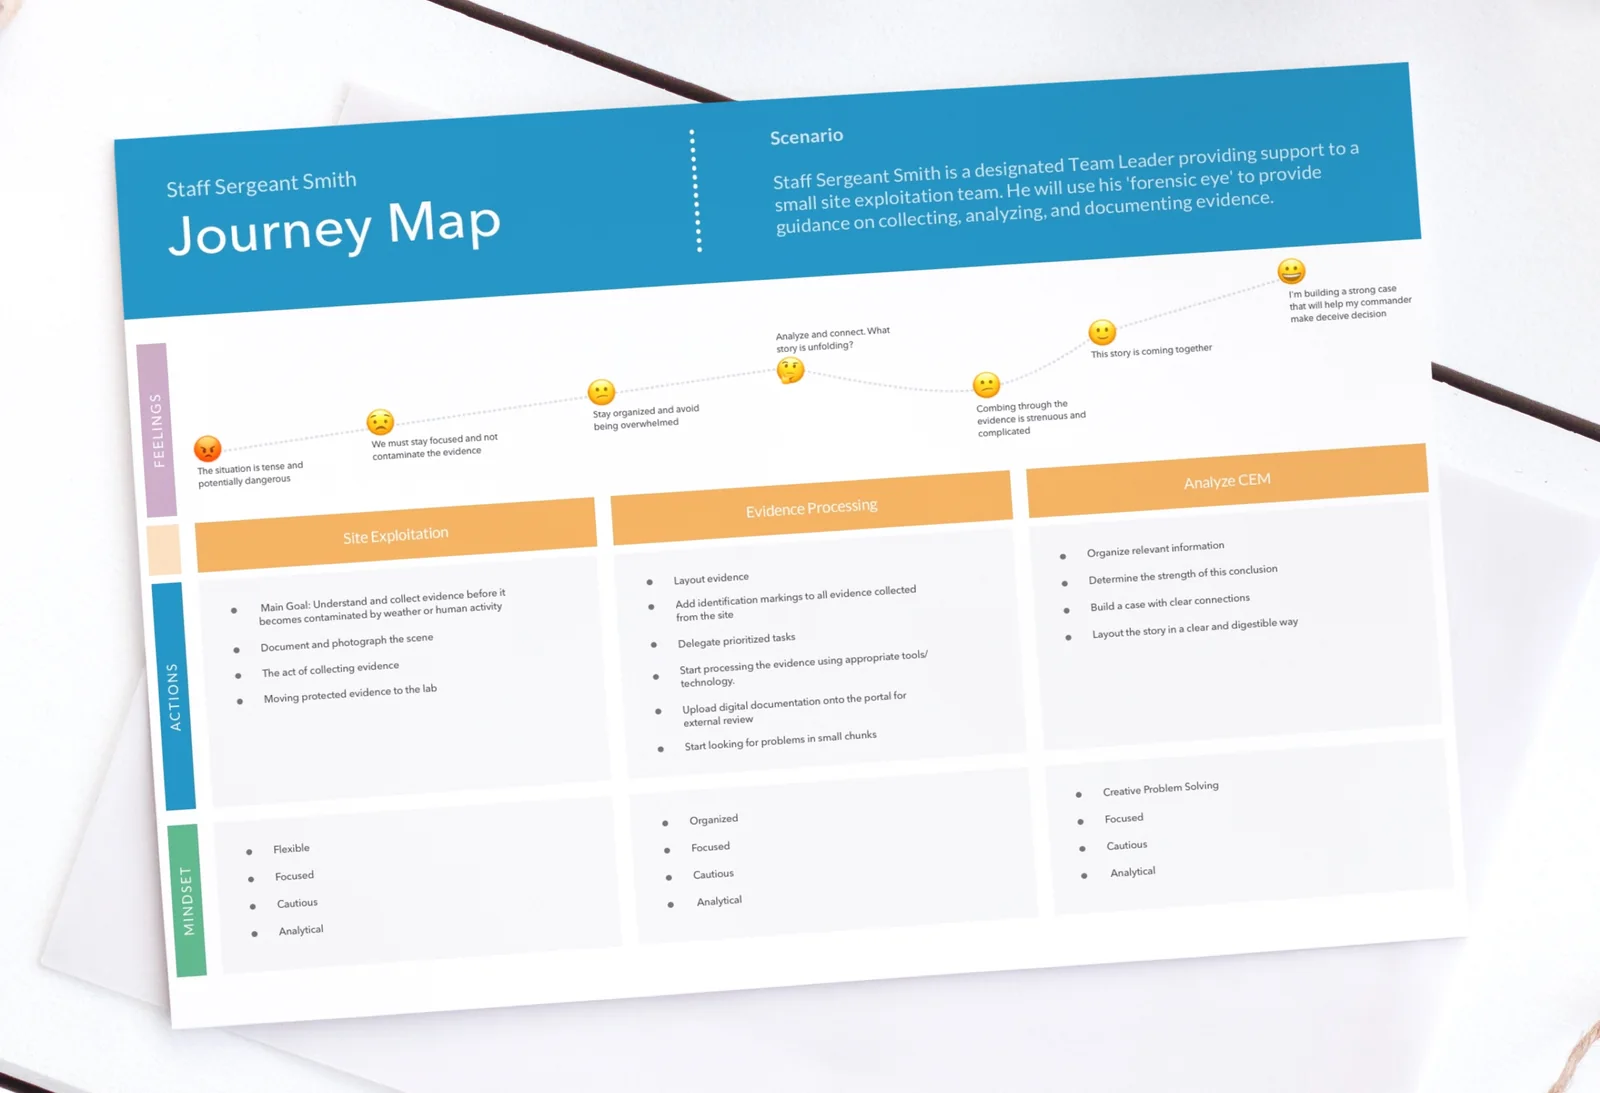 Staff Sergeant Smith
Journey Map
Scenario
Staff Sergeant Smith is a designated Team Leader providing support to a
small site exploitation team. He will use his 'forensic eye' to provide
guidance on collecting, analyzing, and documenting evidence.
FEELINGS
The situation is tense and
potentially dangerous
We must stay focused and not
contaminate the evidence
Stay organized and avoid
being overwhelmed
Analyze and connect. What
story is unfolding?
Combing through the
evidence is strenuous and
complicated
This story is coming together
I'm building a strong case
that will help my commander
make deceive decision
Site Exploitation
Evidence Processing
Analyze CEM
ACTIONS
Main Goal: Understand and collect evidence before it
becomes contaminated by weather or human activity
Document and photograph the scene
The act of collecting evidence
Moving protected evidence to the lab
Layout evidence
Add identification markings to all evidence collected
from the site
Delegate prioritized tasks
Start processing the evidence using appropriate tools/
technology.
Upload digital documentation onto the portal for
external review
Start looking for problems in small chunks
Organize relevant information
Determine the strength of this conclusion
Build a case with clear connections
Layout the story in a clear and digestible way
MINDSET
Flexible
Focused
Cautious
Analytical
Organized
Focused
Cautious
Analytical
Creative Problem Solving
Focused
Cautious
Analytical